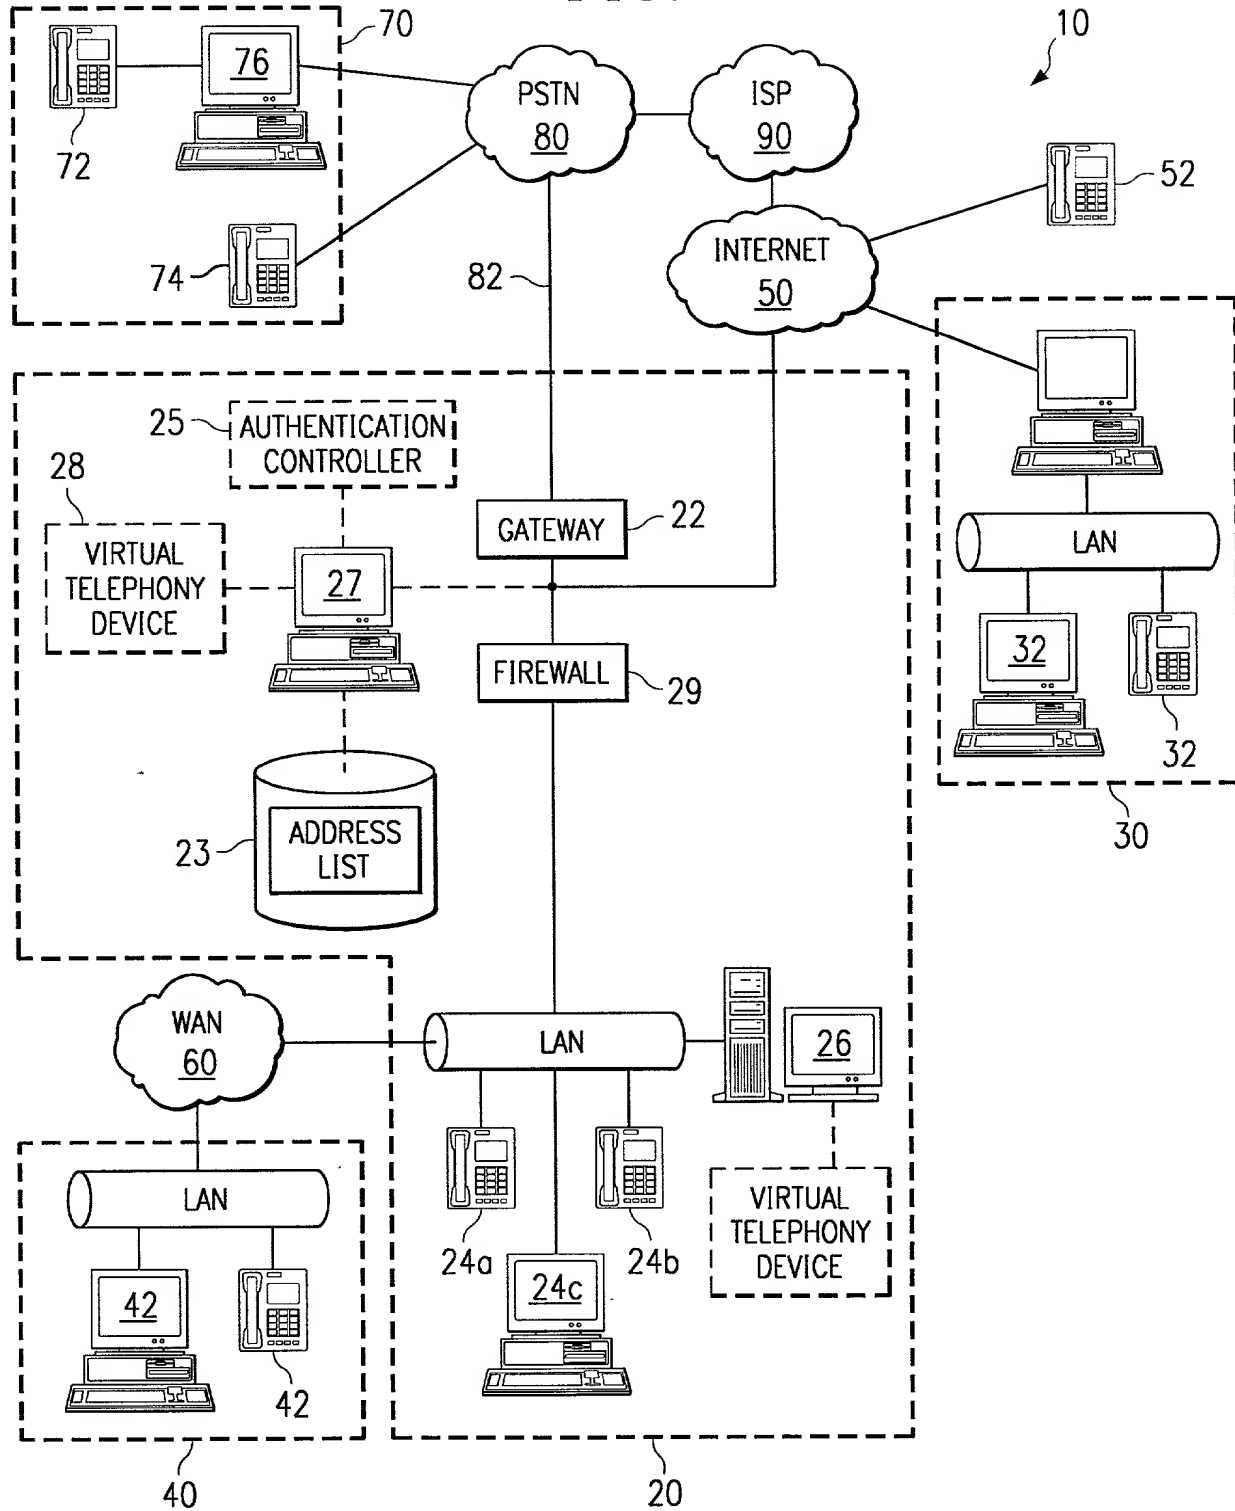 70
10
76
72
74
PSTN
80
ISP
90
52
INTERNET
50
82
25
AUTHENTICATION
CONTROLLER
28
VIRTUAL
TELEPHONY
DEVICE
27
GATEWAY
22
FIREWALL
29
LAN
32
32
30
23
ADDRESS
LIST
WAN
60
LAN
26
24a
24b
24c
VIRTUAL
TELEPHONY
DEVICE
LAN
42
42
40
20